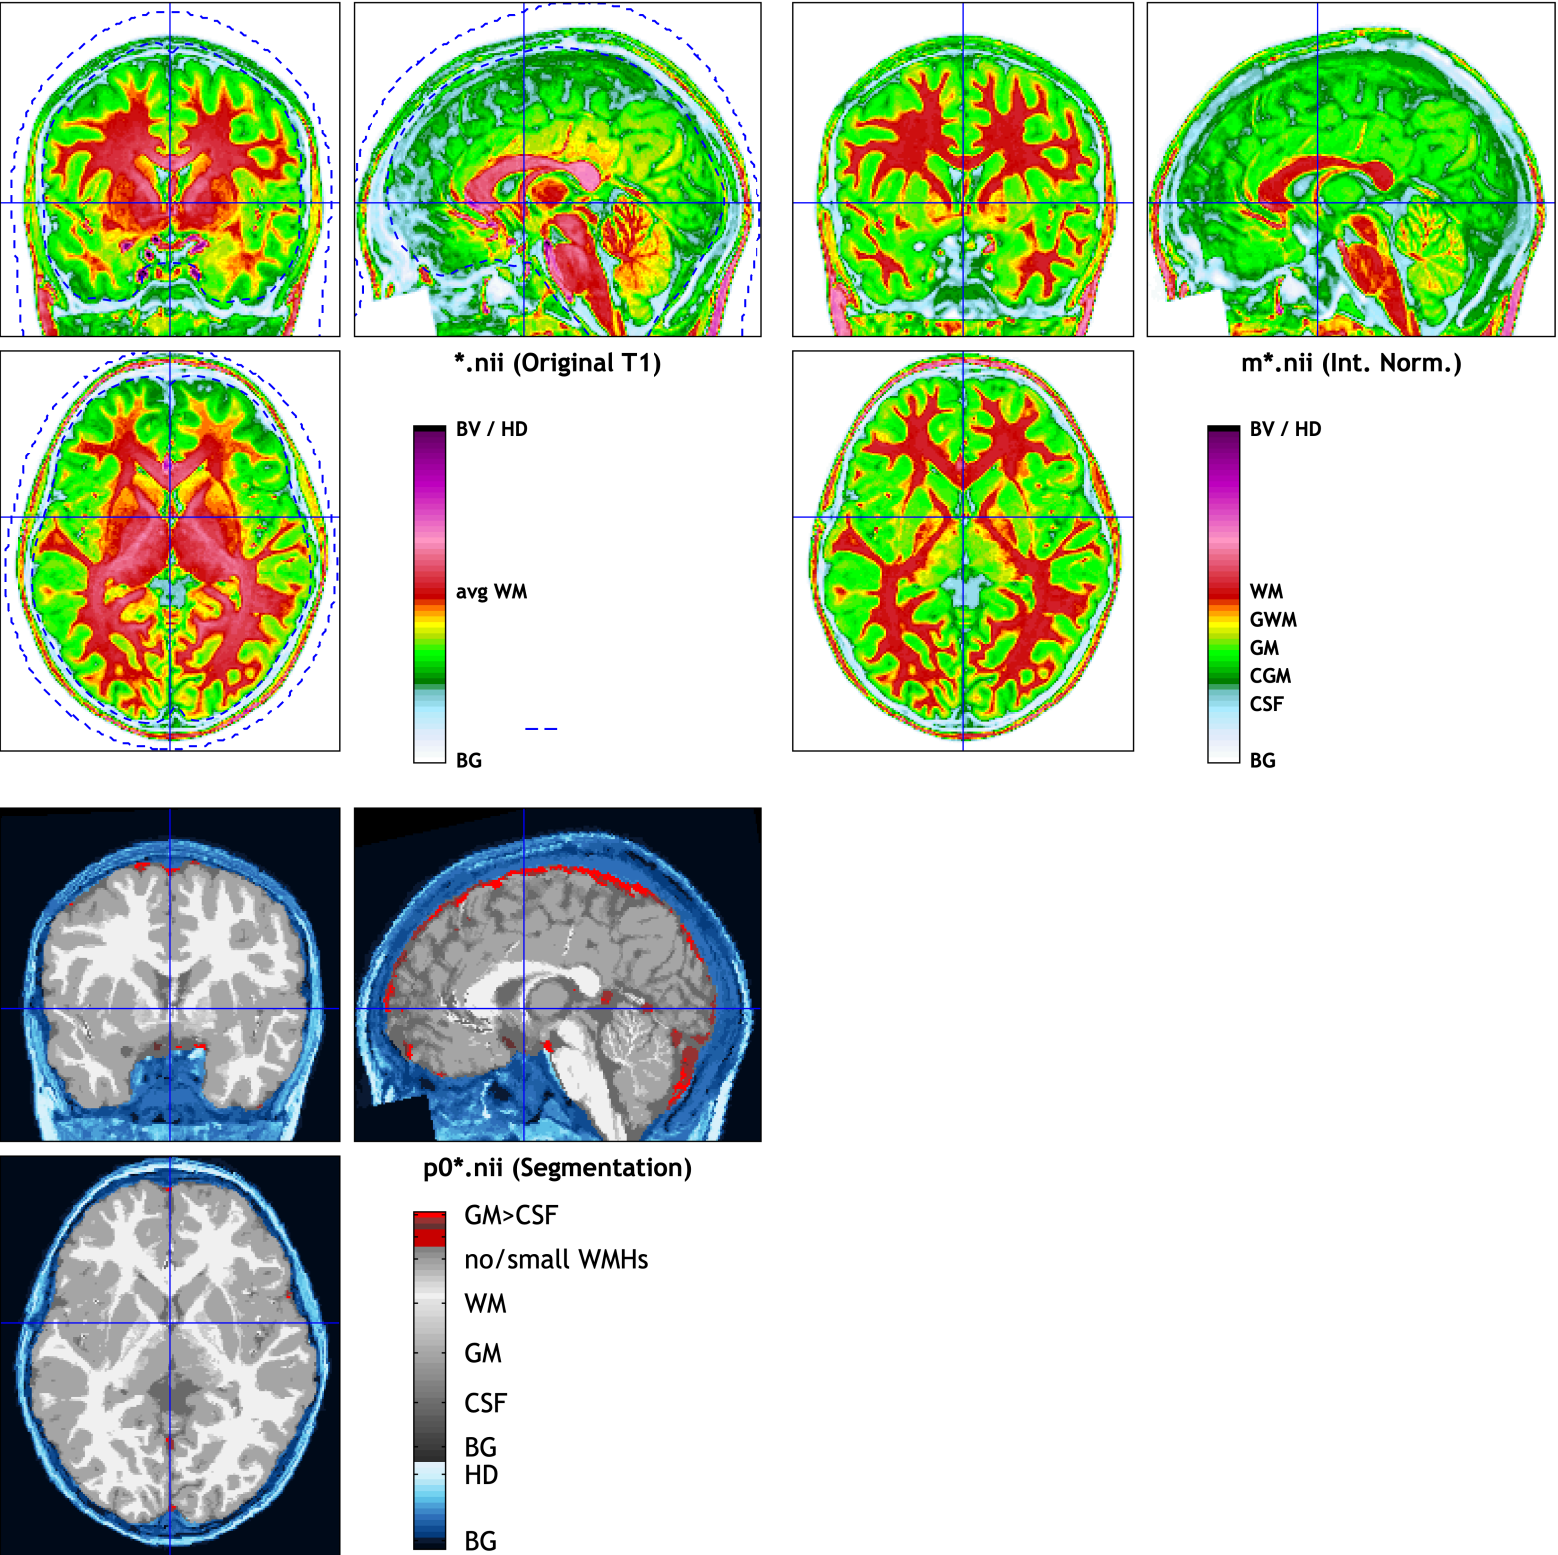 *.nii (Original T1)
BV / HD
avg WM
BG
m*.nii (Int. Norm.)
BV / HD
WM
GWM
GM
CGM
CSF
BG
p0*.nii (Segmentation)
GM>CSF
no/small WMHs
WM
GM
CSF
BG
HD
BG